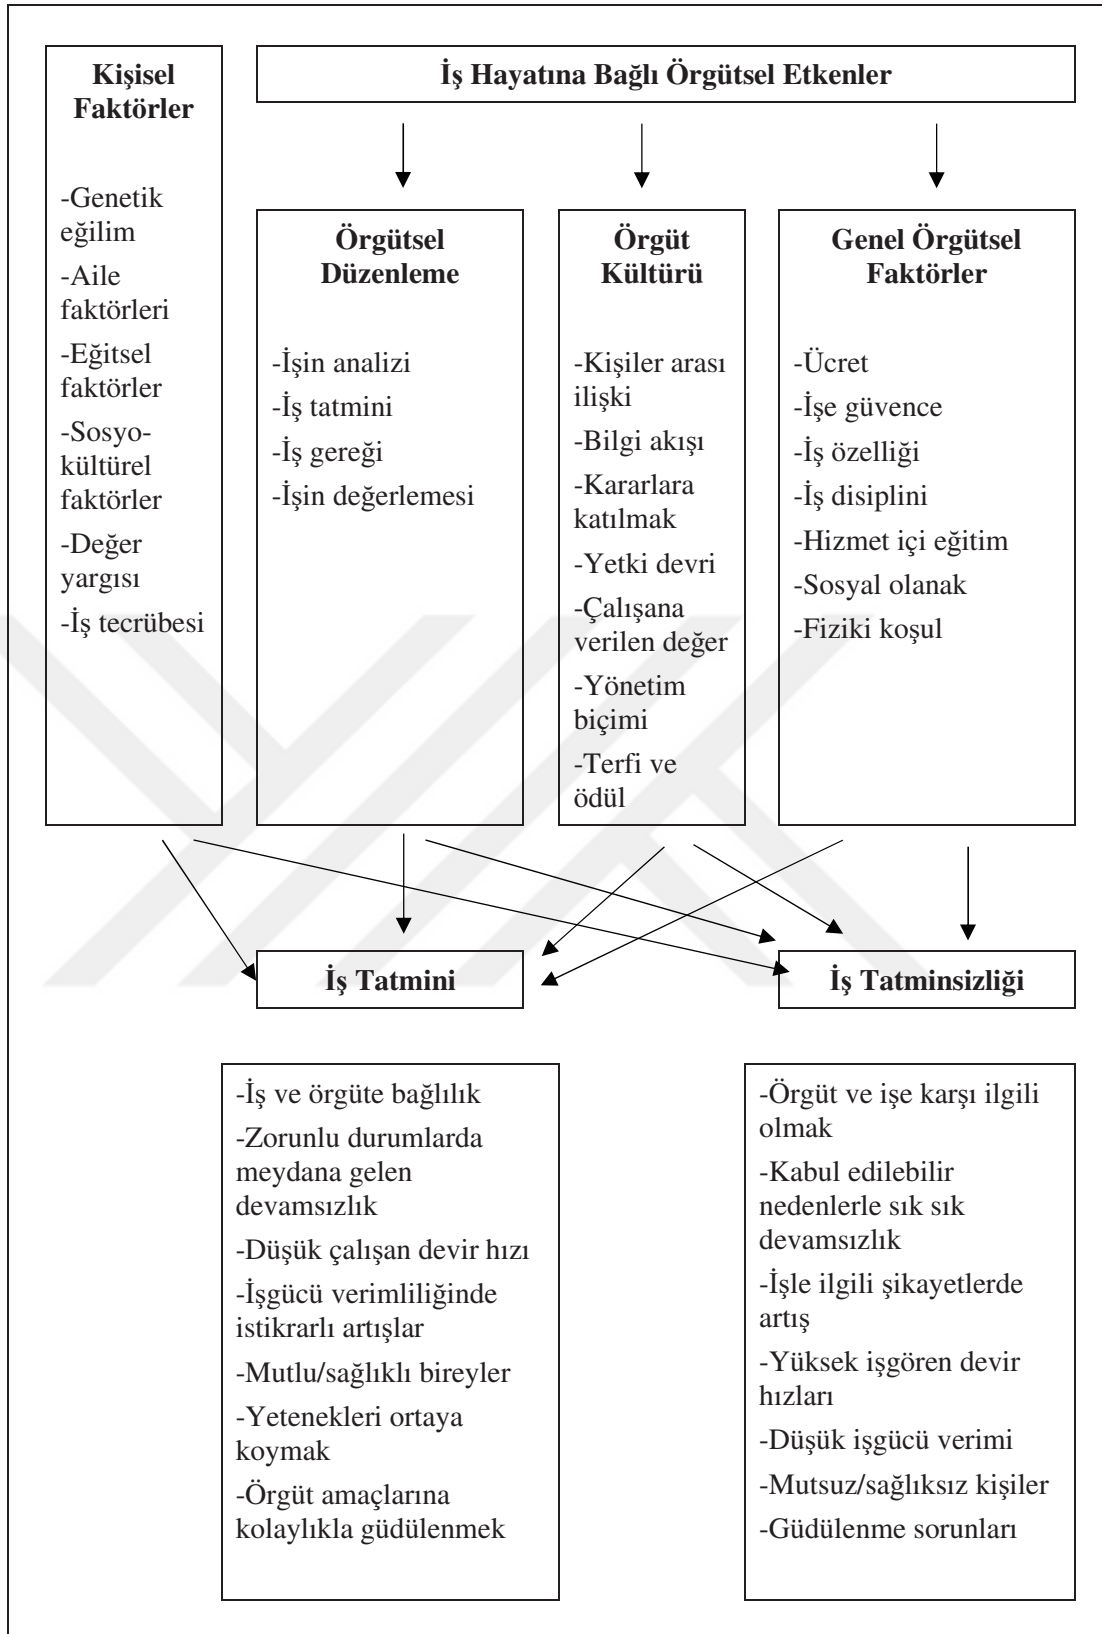 Kişisel
Faktörler
-Genetik
eğilim
-Aile
faktörleri
-Eğitsel
faktörler
-Sosyo-
kültürel
faktörler
-Değer
yargısı
-İş tecrübesi
İş Hayatına Bağlı Örgütsel Etkenler
Örgütsel
Düzenleme
-İşin analizi
-İş tatmini
-İş gereği
-İşin değerlemesi
Örgüt
Kültürü
-Kişiler arası
ilişki
-Bilgi akışı
-Kararlara
katılmak
-Yetki devri
-Çalışana
verilen değer
-Yönetim
biçimi
-Terfi ve
ödül
Genel Örgütsel
Faktörler
-Ücret
-İşe güvence
-İş özelliği
-İş disiplini
-Hizmet içi eğitim
-Sosyal olanak
-Fiziki koşul
İş Tatmini
-İş ve örgüte bağlılık
-Zorunlu durumlarda
meydana gelen
devamsızlık
-Düşük çalışan devir hızı
-İşgücü verimliliğinde
istikrarlı artışlar
-Mutlu/sağlıklı bireyler
-Yetenekleri ortaya
koymak
-Örgüt amaçlarına
kolaylıkla güdülenmek
İş Tatminsizliği
-Örgüt ve işe karşı ilgili
olmak
-Kabul edilebilir
nedenlerle sık sık
devamsızlık
-İşle ilgili şikayetlerde
artış
-Yüksek işgören devir
hızları
-Düşük işgücü verimi
-Mutsuz/sağlıksız kişiler
-Güdülenme sorunları